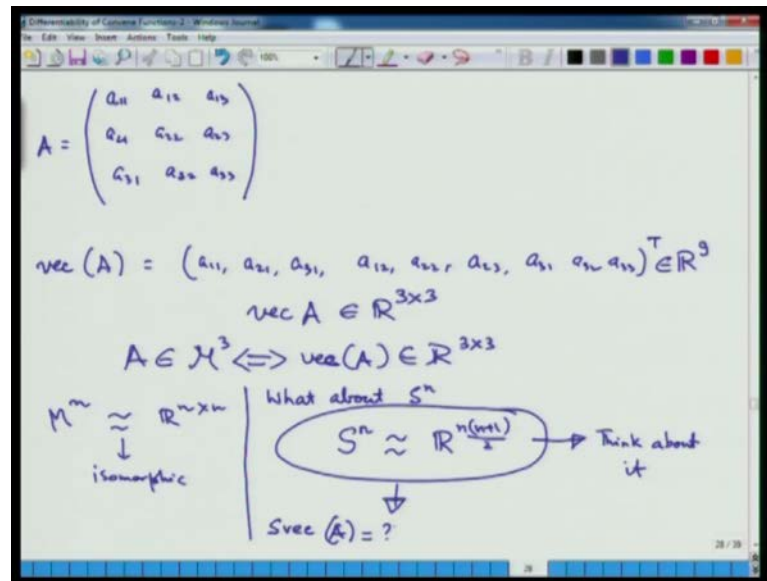 Differentiability of Convex Functions-2 - Windows Journal
File Edit View Insert Actions Tools Help
100%
B I
A = ( a11 a12 a13
a21 a22 a23
a31 a32 a33 )
vec (A) = (a11, a21, a31, a12, a22, a23, a31 a32 a33)^T ∈ ℝ^9
vec A ∈ ℝ^3×3
A ∈ M^3 <=> vec(A) ∈ ℝ^3×3
M^n ≈ ℝ^n×n
↓
isomorphic
What about S^n
S^n ≈ ℝ^n(n+1)/2 → Think about
it
Svec (A) = ?
28 / 39
28